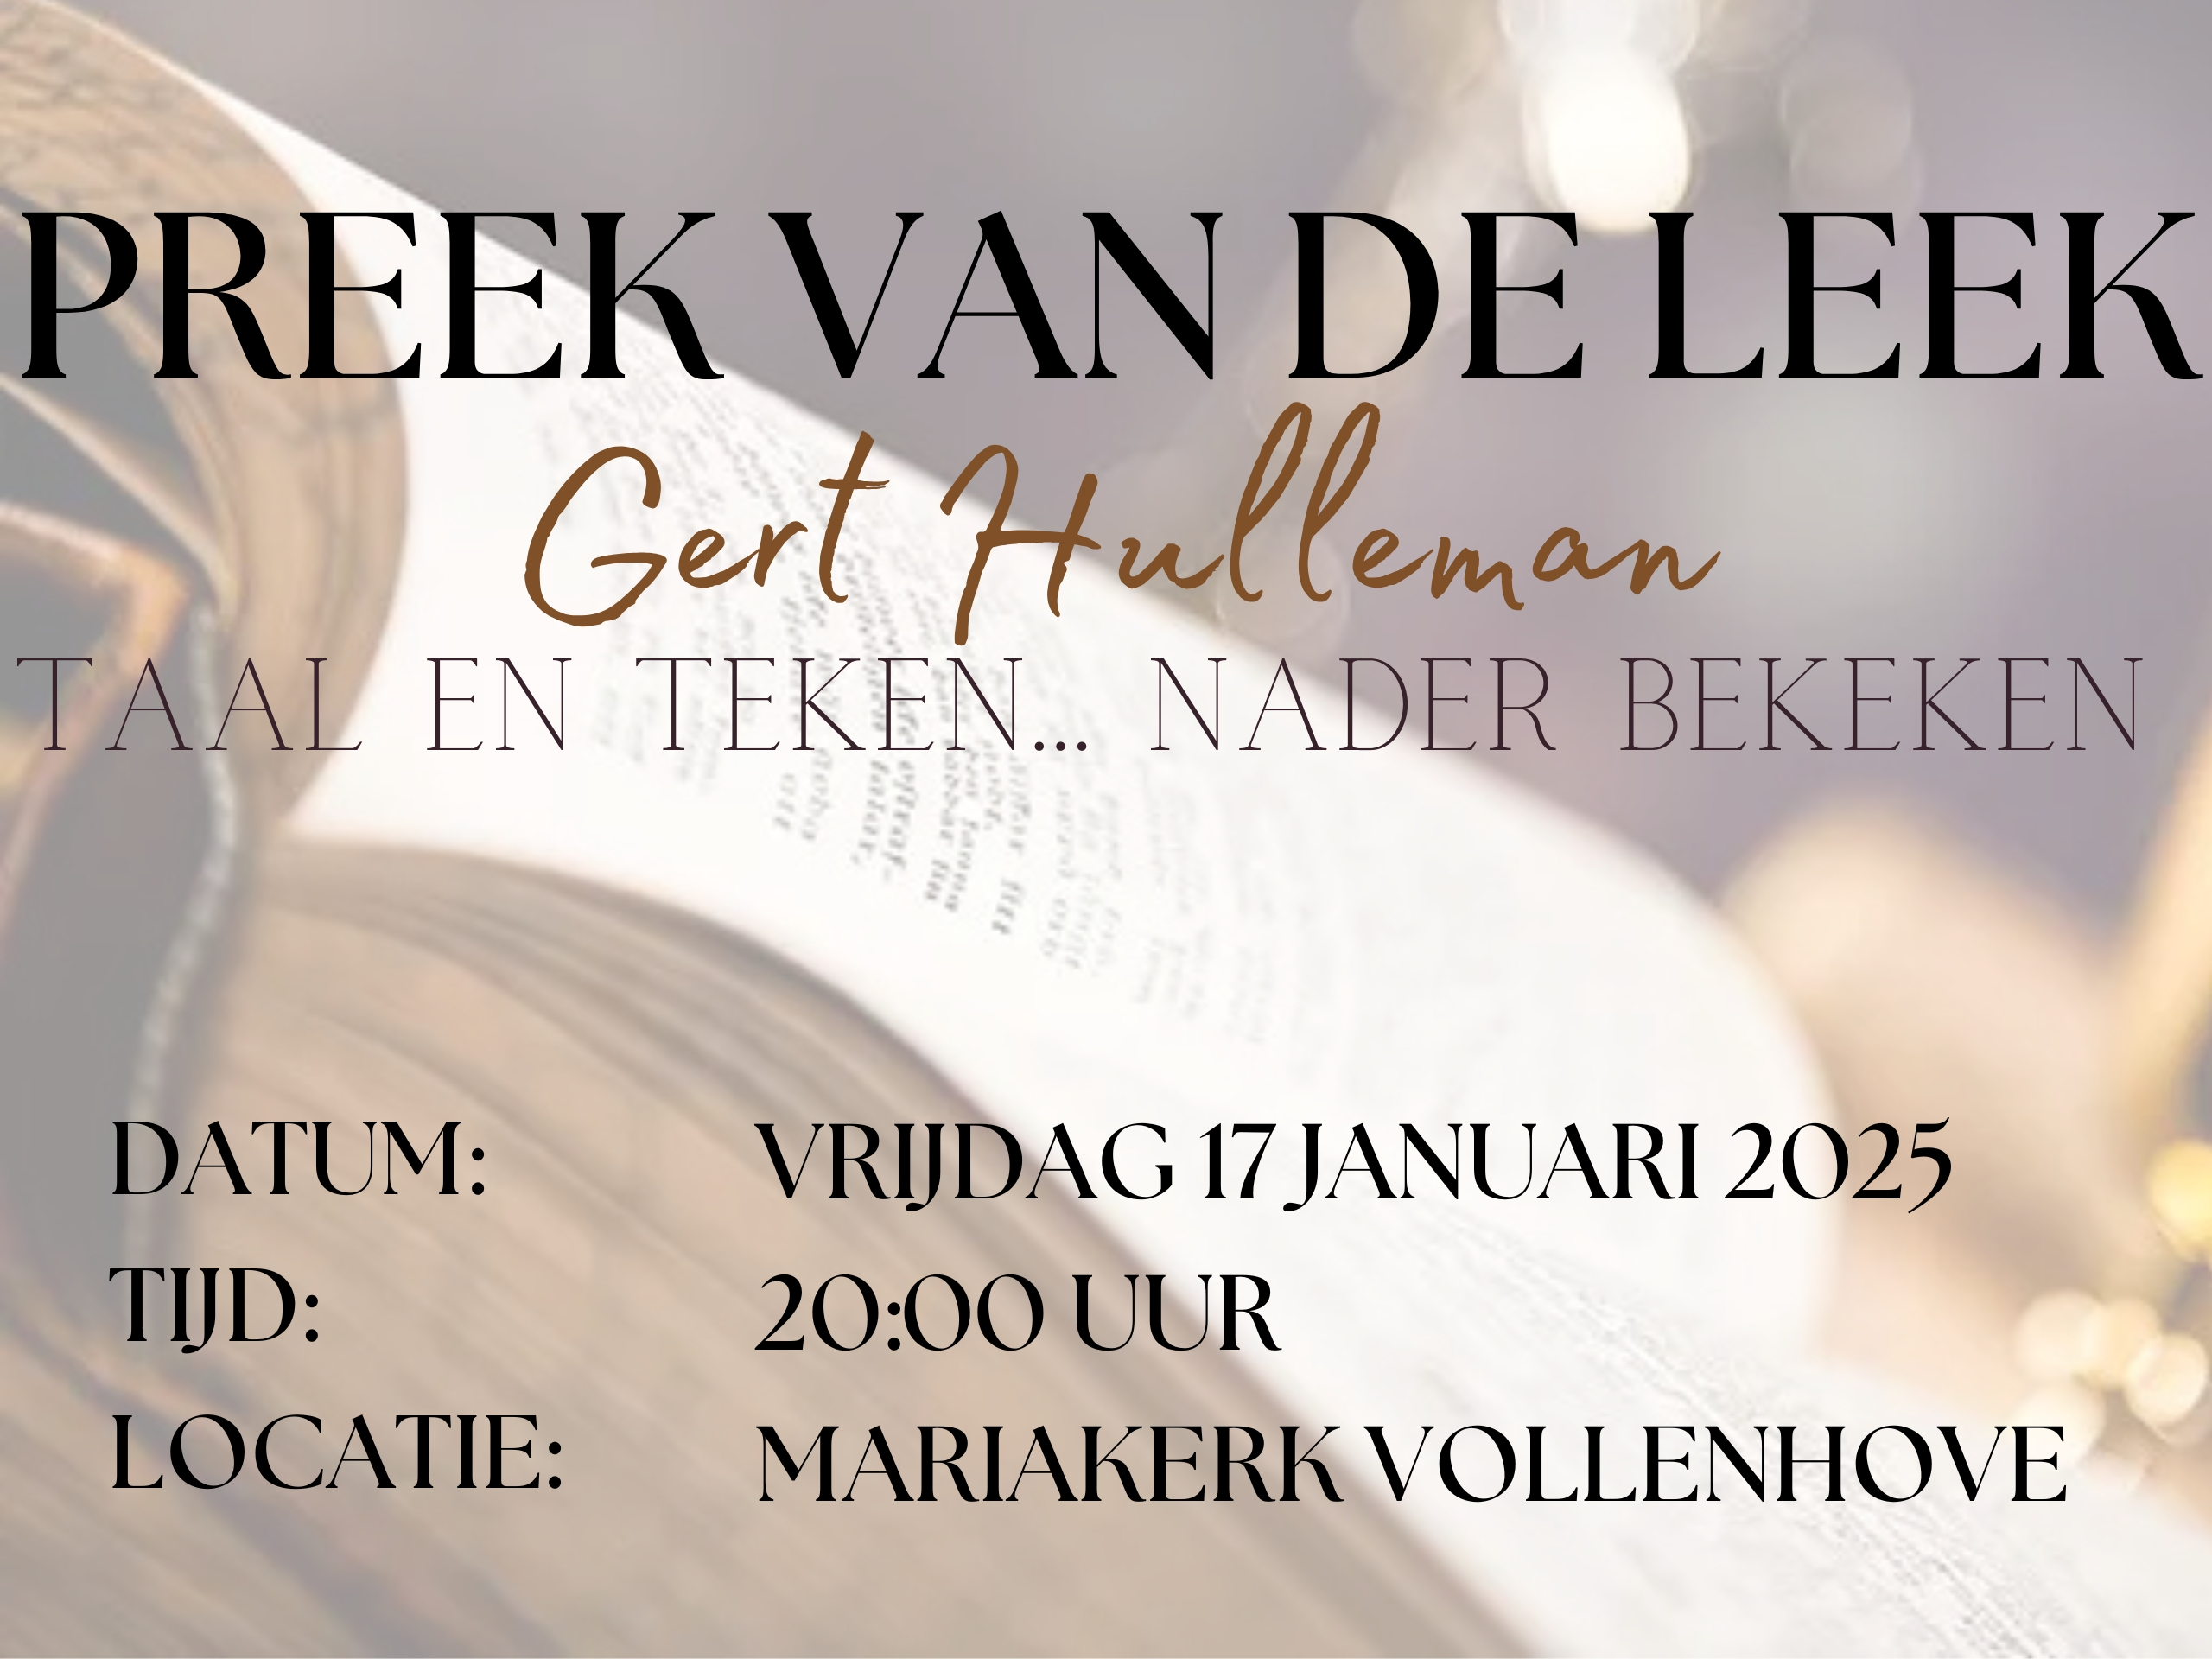 PREEK VAN DE LEEK
Gert Hulleman
TAAL EN TEKEN... NADER BEKEKEN
DATUM: VRIJDAG 17 JANUARI 2025
TIJD: 20:00 UUR
LOCATIE: MARIAKERK VOLLENHOVE